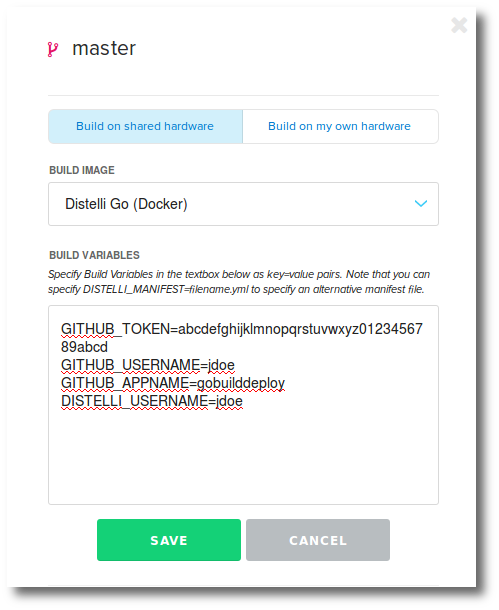 master
Build on shared hardware
Build on my own hardware
BUILD IMAGE
Distelli Go (Docker)
BUILD VARIABLES
Specify Build Variables in the textbox below as key=value pairs. Note that you can
specify DISTELLI_MANIFEST=filename.yml to specify an alternative manifest file.
GITHUB_TOKEN=abcdefghijklmnopqrstuvwxyz01234567
89abcd
GITHUB_USERNAME=jdoe
GITHUB_APPNAME=gobuilddeploy
DISTELLI_USERNAME=jdoe
SAVE
CANCEL